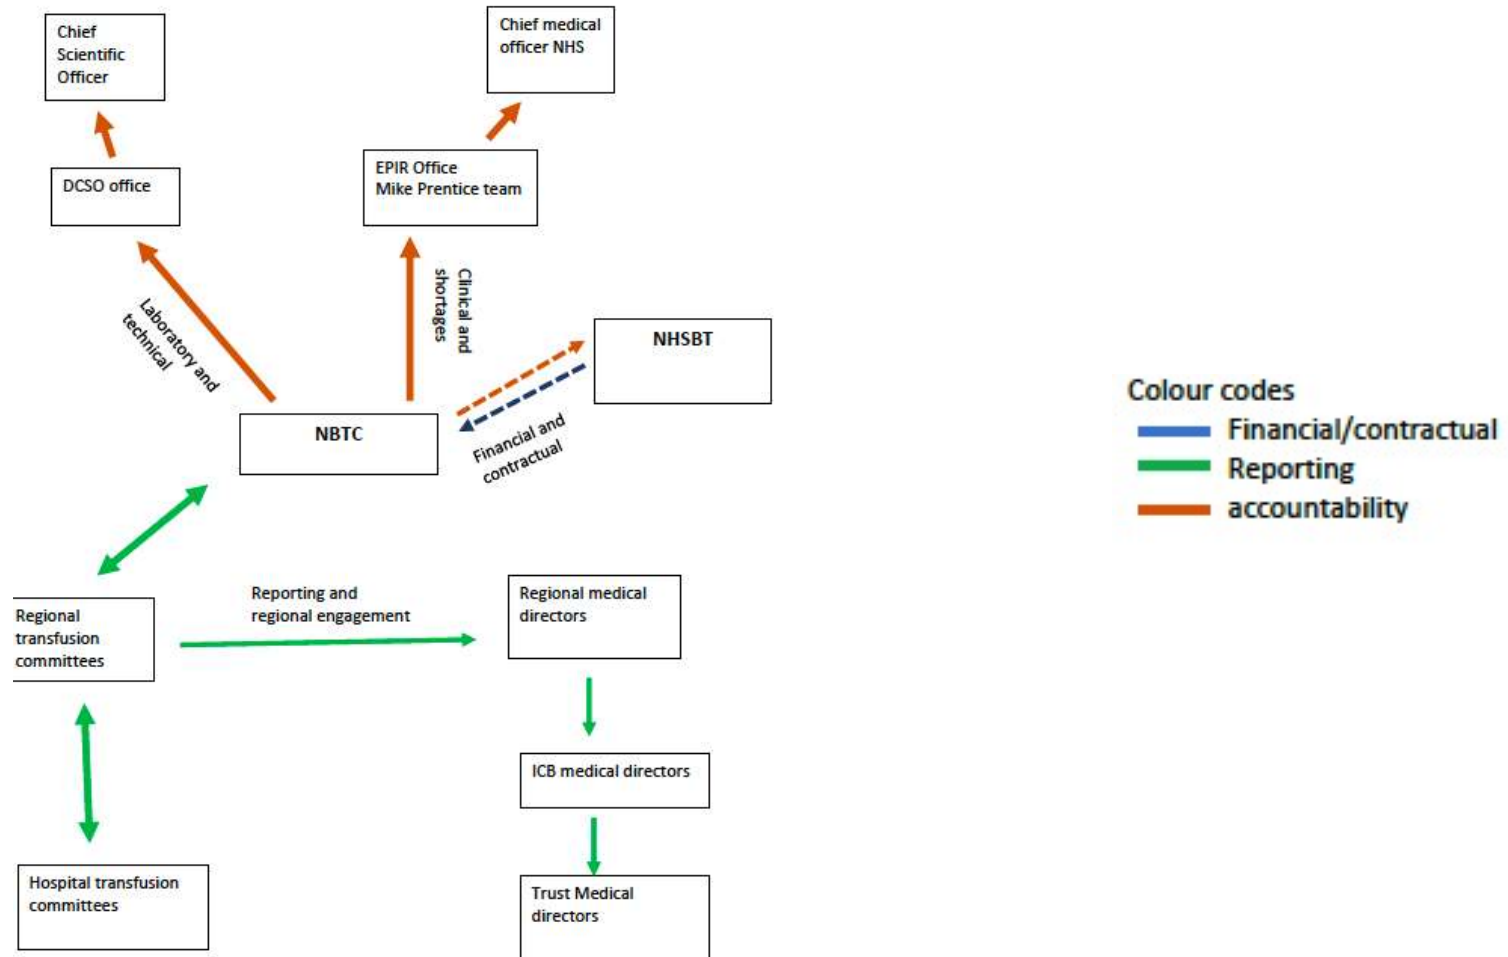 Chief
Scientific
Officer
Chief medical
officer NHS
DCSO office
EPIR Office
Mike Prentice team
Laboratory and
technical
Clinical and
shortages
NHSBT
NBTC
Financial and
contractual
Colour codes
Financial/contractual
Reporting
accountability
Regional
transfusion
committees
Reporting and
regional engagement
Regional medical
directors
ICB medical directors
Hospital transfusion
committees
Trust Medical
directors